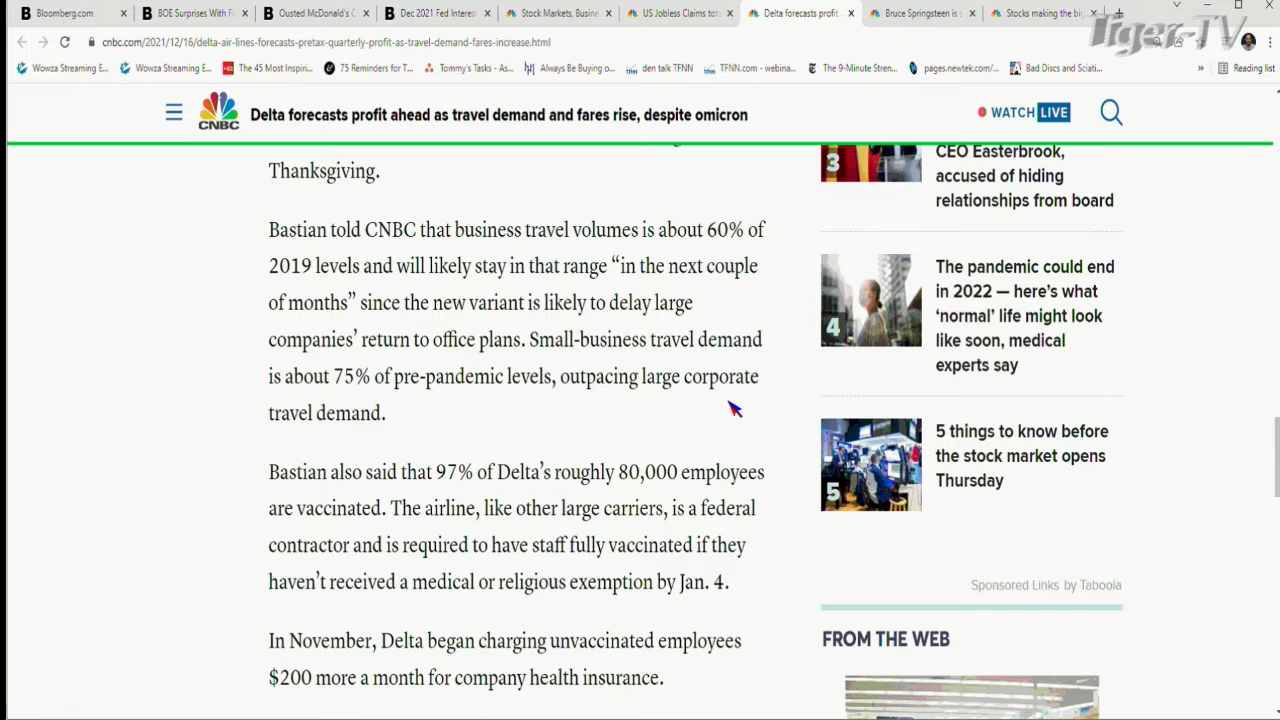 Bloomberg.com
BOE Surprises With F
Ousted McDonald's C
Dec 2021 Fed Interest
Stock Markets, Busine
US Jobless Claims tot
Delta forecasts profit
Bruce Springsteen is s
Stocks making the big
Tiger-TV
cnbc.com/2021/12/16/delta-air-lines-forecasts-pretax-quarterly-profit-as-travel-demand-fares-increase.html
Wowza Streaming E...
Wowza Streaming E...
The 45 Most Inspiri...
75 Reminders for T...
Tommy's Tasks - As...
Always Be Buying o...
den talk TFNN
TFNN.com - webina...
The 9-Minute Stren...
pages.newtek.com/...
Bad Discs and Sciati...
»
Reading list
CNBC
Delta forecasts profit ahead as travel demand and fares rise, despite omicron
WATCH LIVE
Thanksgiving.
Bastian told CNBC that business travel volumes is about 60% of
2019 levels and will likely stay in that range “in the next couple
of months” since the new variant is likely to delay large
companies’ return to office plans. Small-business travel demand
is about 75% of pre-pandemic levels, outpacing large corporate
travel demand.
Bastian also said that 97% of Delta’s roughly 80,000 employees
are vaccinated. The airline, like other large carriers, is a federal
contractor and is required to have staff fully vaccinated if they
haven’t received a medical or religious exemption by Jan. 4.
In November, Delta began charging unvaccinated employees
$200 more a month for company health insurance.
3
CEO Easterbrook,
accused of hiding
relationships from board
4
The pandemic could end
in 2022 — here’s what
‘normal’ life might look
like soon, medical
experts say
5
5 things to know before
the stock market opens
Thursday
Sponsored Links by Taboola
FROM THE WEB